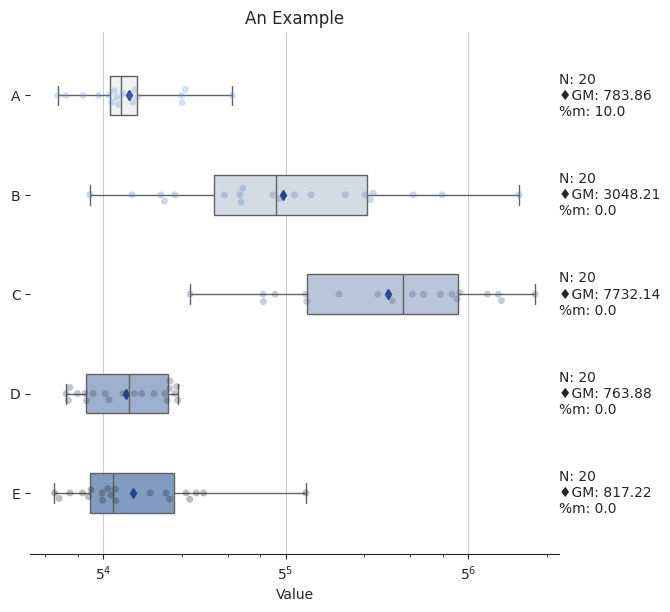 An Example
A
N: 20
♦GM: 783.86
%m: 10.0
B
N: 20
♦GM: 3048.21
%m: 0.0
C
N: 20
♦GM: 7732.14
%m: 0.0
D
N: 20
♦GM: 763.88
%m: 0.0
E
N: 20
♦GM: 817.22
%m: 0.0
5⁴ 5⁵ 5⁶
Value